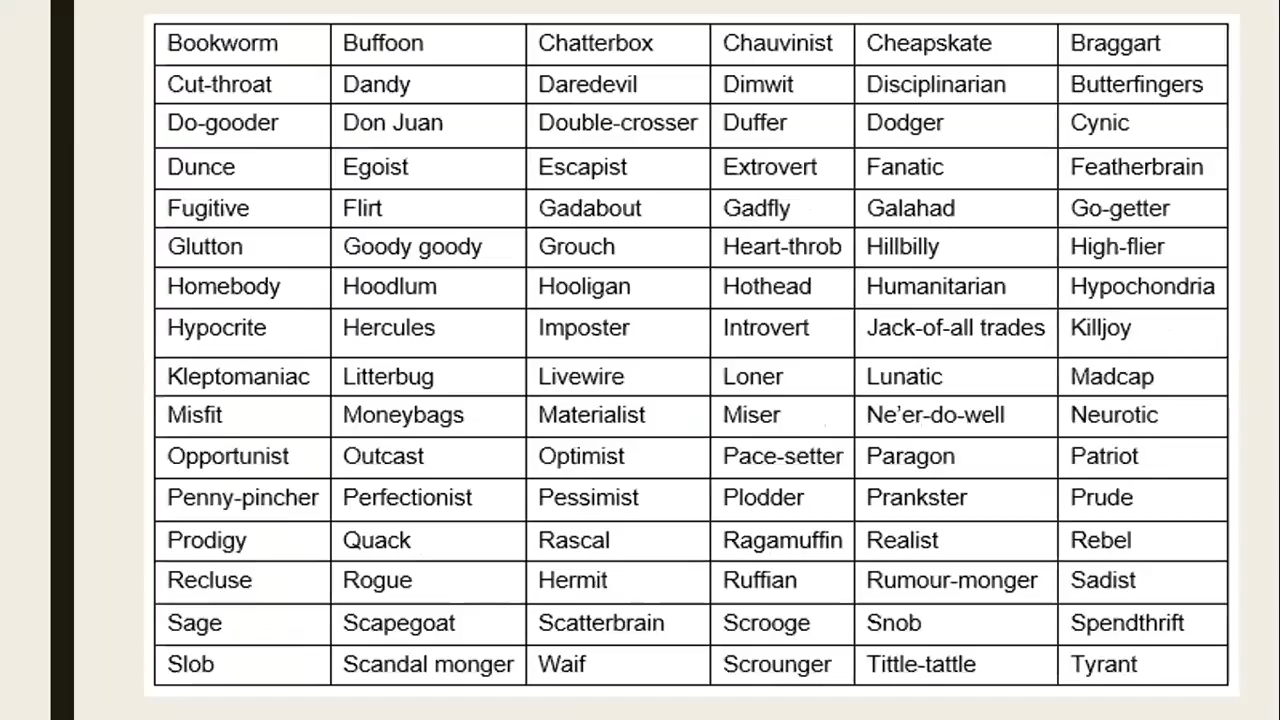 Bookworm Buffoon Chatterbox Chauvinist Cheapskate Braggart
Cut-throat Dandy Daredevil Dimwit Disciplinarian Butterfingers
Do-gooder Don Juan Double-crosser Duffer Dodger Cynic
Dunce Egoist Escapist Extrovert Fanatic Featherbrain
Fugitive Flirt Gadabout Gadfly Galahad Go-getter
Glutton Goody goody Grouch Heart-throb Hillbilly High-flier
Homebody Hoodlum Hooligan Hothead Humanitarian Hypochondria
Hypocrite Hercules Imposter Introvert Jack-of-all trades Killjoy
Kleptomaniac Litterbug Livewire Loner Lunatic Madcap
Misfit Moneybags Materialist Miser Ne’er-do-well Neurotic
Opportunist Outcast Optimist Pace-setter Paragon Patriot
Penny-pincher Perfectionist Pessimist Plodder Prankster Prude
Prodigy Quack Rascal Ragamuffin Realist Rebel
Recluse Rogue Hermit Ruffian Rumour-monger Sadist
Sage Scapegoat Scatterbrain Scrooge Snob Spendthrift
Slob Scandal monger Waif Scrounger Tittle-tattle Tyrant